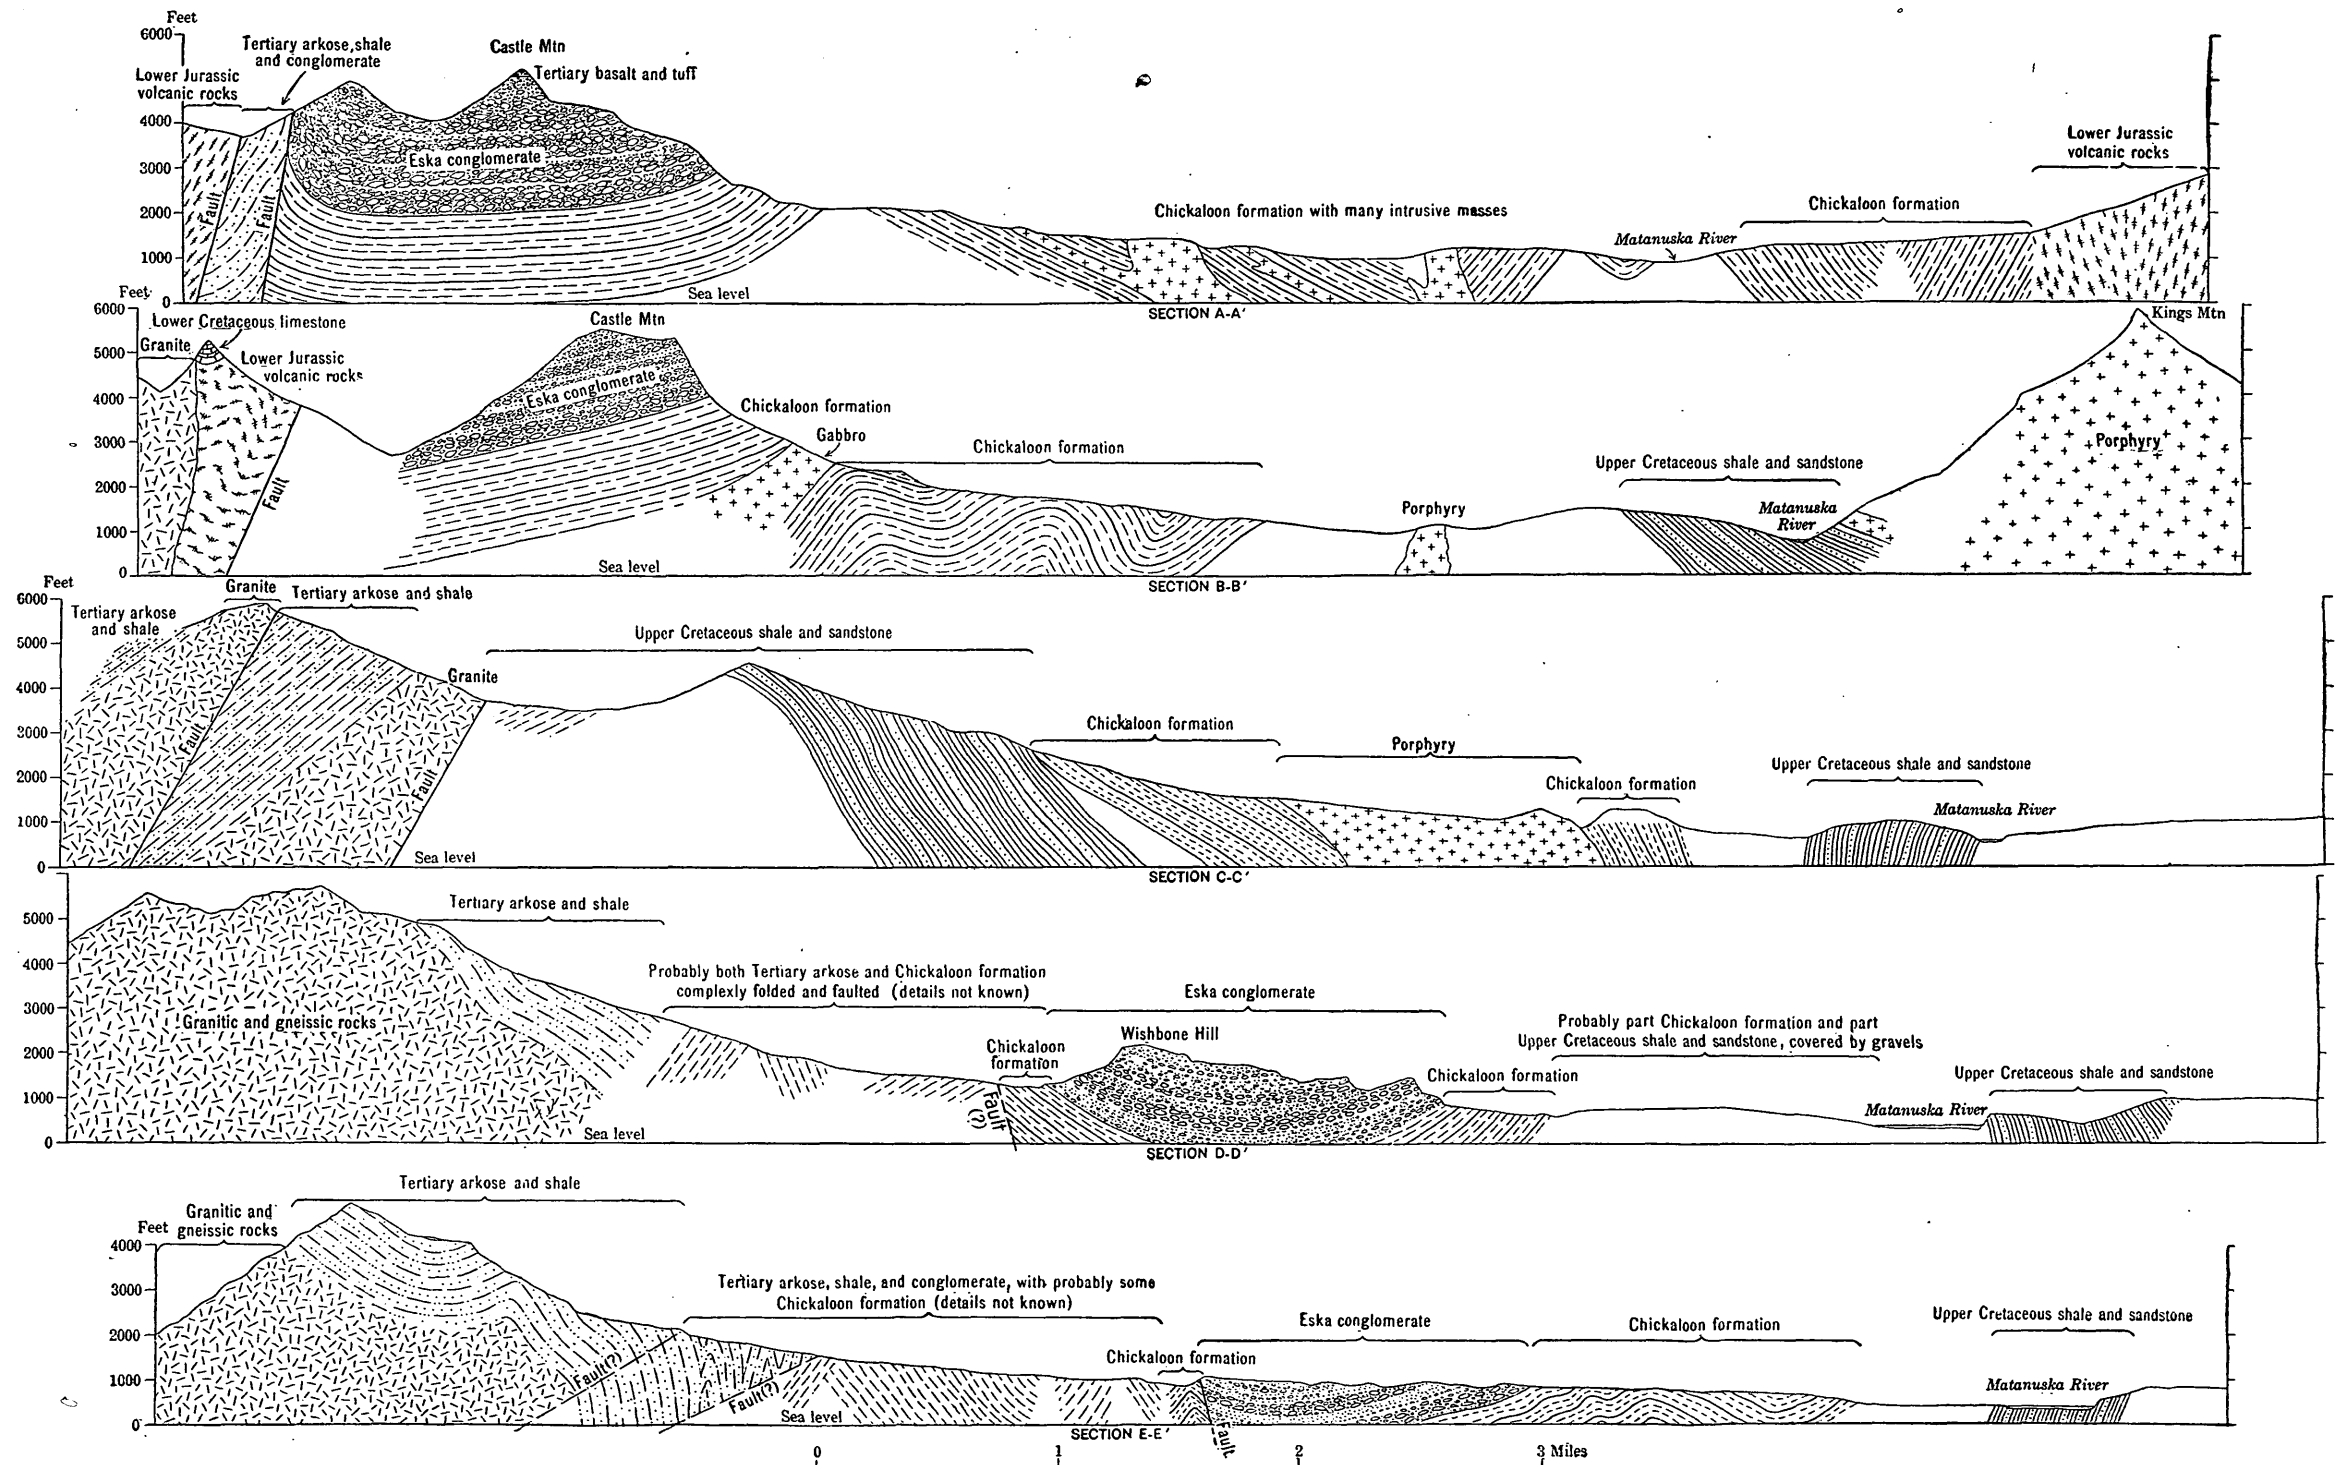 Feet
6000
Tertiary arkose, shale
and conglomerate
Castle Mtn
Tertiary basalt and tuff
Lower Jurassic
volcanic rocks
4000
Lower Jurassic
volcanic rocks
Eska conglomerate
3000
Fault
Fault
2000
Chickaloon formation with many intrusive masses
Chickaloon formation
Matanuska River
1000
Sea level
0
SECTION A-A'
Feet
6000
Lower Cretaceous limestone
Castle Mtn
Kings Mtn
Granite
5000
Lower Jurassic
volcanic rocks
4000
Eska conglomerate
Chickaloon formation
Gabbro
3000
Chickaloon formation
Porphyry
Upper Cretaceous shale and sandstone
2000
Fault
Porphyry
Matanuska
River
1000
Sea level
0
SECTION B-B'
Feet
6000
Granite
Tertiary arkose and shale
Tertiary arkose
and shale
Upper Cretaceous shale and sandstone
5000
Granite
4000
3000
Fault
Chickaloon formation
Porphyry
2000
Fault
Chickaloon formation
Upper Cretaceous shale and sandstone
Matanuska River
1000
Sea level
0
SECTION C-C'
5000
Tertiary arkose and shale
4000
Probably both Tertiary arkose and Chickaloon formation
complexly folded and faulted (details not known)
Eska conglomerate
3000
Granitic and gneissic rocks
Wishbone Hill
Probably part Chickaloon formation and part
Upper Cretaceous shale and sandstone, covered by gravels
2000
Chickaloon
formation
Chickaloon formation
Upper Cretaceous shale and sandstone
1000
Fault
(?)
Matanuska River
Sea level
0
SECTION D-D'
Tertiary arkose and shale
Granitic and
gneissic rocks
Feet
4000
3000
Tertiary arkose, shale, and conglomerate, with probably some
Chickaloon formation (details not known)
Eska conglomerate
Chickaloon formation
Upper Cretaceous shale and sandstone
2000
Chickaloon formation
Fault(?)
1000
Fault(?)
Matanuska River
Sea level
0
SECTION E-E'
Fault
0 1 2 3 Miles